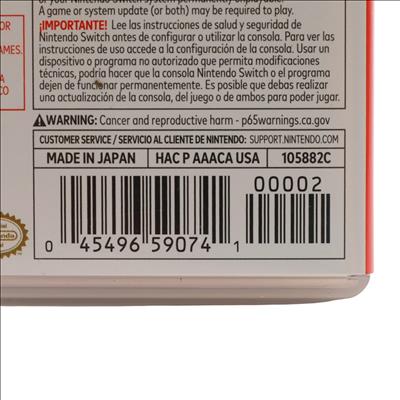 A game or system update (or both) may be required to play.
¡IMPORTANTE! Lee las instrucciones de salud y seguridad de
Nintendo Switch antes de configurar o utilizar la consola. Para ver las
instrucciones de uso accede a la configuración de la consola. Usar un
dispositivo o programa no autorizado que permita modificaciones
técnicas, podría hacer que la consola Nintendo Switch o el programa
dejen de funcionar permanentemente. Es posible que debas realizar
una actualización de la consola, del juego o de ambos para poder jugar.
OR
GAMES.
A
CO
WARNING: Cancer and reproductive harm - p65warnings.ca.gov
CUSTOMER SERVICE / SERVICIO AL CLIENTE DE NINTENDO: SUPPORT.NINTENDO.COM
MADE IN JAPAN HAC P AAACA USA 105882C
00002
0 45496 59074 1